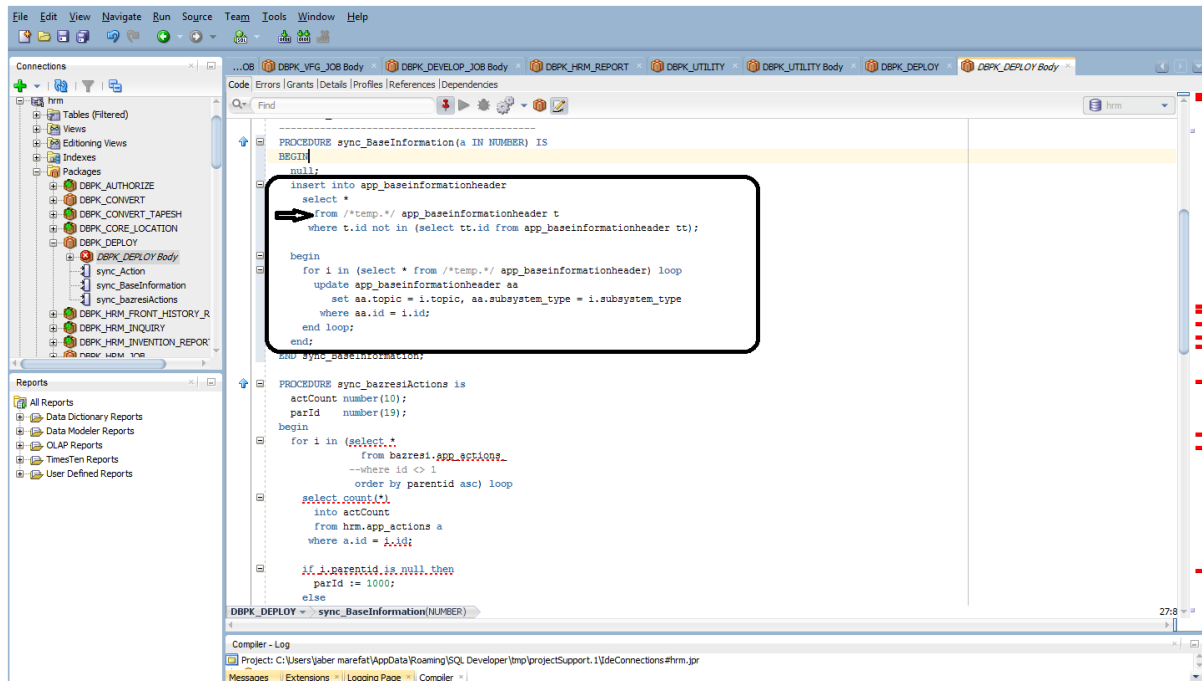 File Edit View Navigate Run Source Team Tools Window Help
Connections
...OB DBPK_VFG_JOB Body DBPK_DEVELOP_JOB Body DBPK_HRM_REPORT DBPK_UTILITY DBPK_UTILITY Body DBPK_DEPLOY DBPK_DEPLOY Body
Code Errors Grants Details Profiles References Dependencies
Find
hrm
hrm
Tables (Filtered)
Views
Editioning Views
Indexes
Packages
DBPK_AUTHORIZE
DBPK_CONVERT
DBPK_CONVERT_TAPESH
DBPK_CORE_LOCATION
DBPK_DEPLOY
DBPK_DEPLOY Body
sync_Action
sync_BaseInformation
sync_bazresiActions
DBPK_HRM_FRONT_HISTORY_R
DBPK_HRM_INQUIRY
DBPK_HRM_INVENTION_REPOR
DBPK_HRM_JOB
Reports
All Reports
Data Dictionary Reports
Data Modeler Reports
OLAP Reports
TimesTen Reports
User Defined Reports
--------------------------------------------
PROCEDURE sync_BaseInformation(a IN NUMBER) IS
BEGIN
null;
insert into app_baseinformationheader
select *
from /*temp.*/ app_baseinformationheader t
where t.id not in (select tt.id from app_baseinformationheader tt);
begin
for i in (select * from /*temp.*/ app_baseinformationheader) loop
update app_baseinformationheader aa
set aa.topic = i.topic, aa.subsystem_type = i.subsystem_type
where aa.id = i.id;
end loop;
end;
END sync_BaseInformation;
PROCEDURE sync_bazresiActions is
actCount number(10);
parId number(19);
begin
for i in (select *
from bazresi.app_actions
--where id <> 1
order by parentid asc) loop
select count(*)
into actCount
from hrm.app_actions a
where a.id = i.id;
if i.parentid is null then
parId := 1000;
else
DBPK_DEPLOY sync_BaseInformation(NUMBER)
27:8
Compiler - Log
Project: C:\Users\jaber marefat\AppData\Roaming\SQL Developer\tmp\projectSupport.1\IdeConnections#hrm.jpr
Messages Extensions Logging Page Compiler